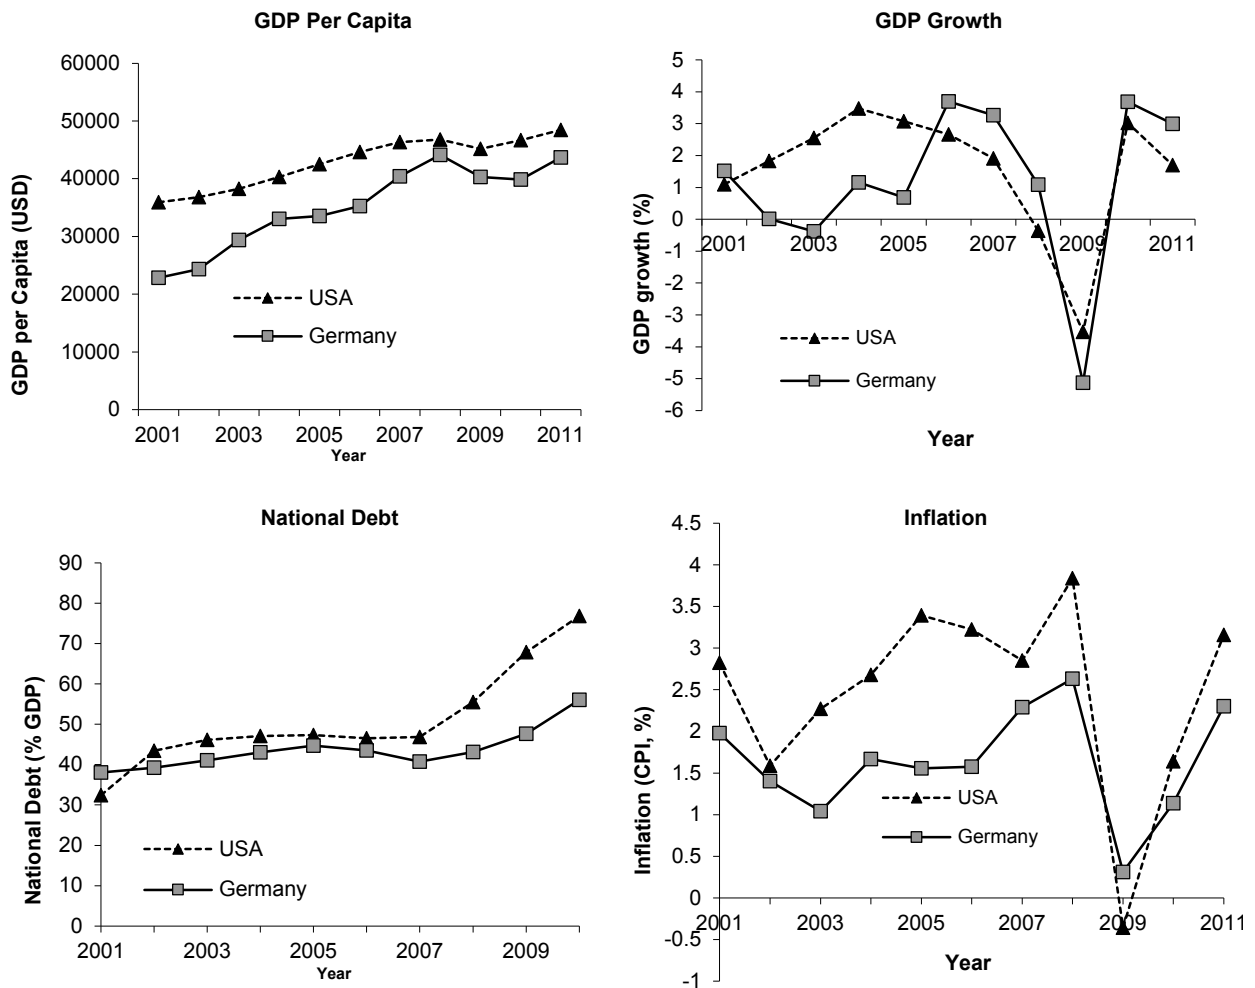 GDP Per Capita
GDP per Capita (USD)
60000
50000
40000
30000
20000
10000
0
USA
Germany
2001 2003 2005 2007 2009 2011
Year
GDP Growth
GDP growth (%)
5
4
3
2
1
0
-1
-2
-3
-4
-5
-6
2001 2003 2005 2007 2009 2011
USA
Germany
Year
National Debt
National Debt (% GDP)
90
80
70
60
50
40
30
20
10
0
USA
Germany
2001 2003 2005 2007 2009
Year
Inflation
Inflation (CPI, %)
4.5
4
3.5
3
2.5
2
1.5
1
0.5
0
-0.5
-1
USA
Germany
2001 2003 2005 2007 2009 2011
Year